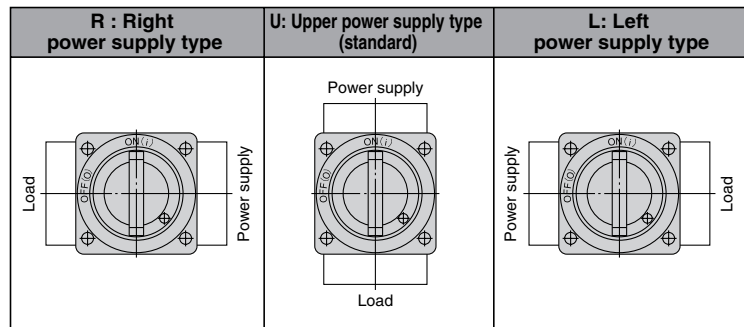 R : Right
power supply type
U: Upper power supply type
(standard)
L: Left
power supply type
Load
ON(i)
OFF(O)
Power supply
Power supply
ON(i)
OFF(O)
Load
Power supply
ON(i)
OFF(O)
Load